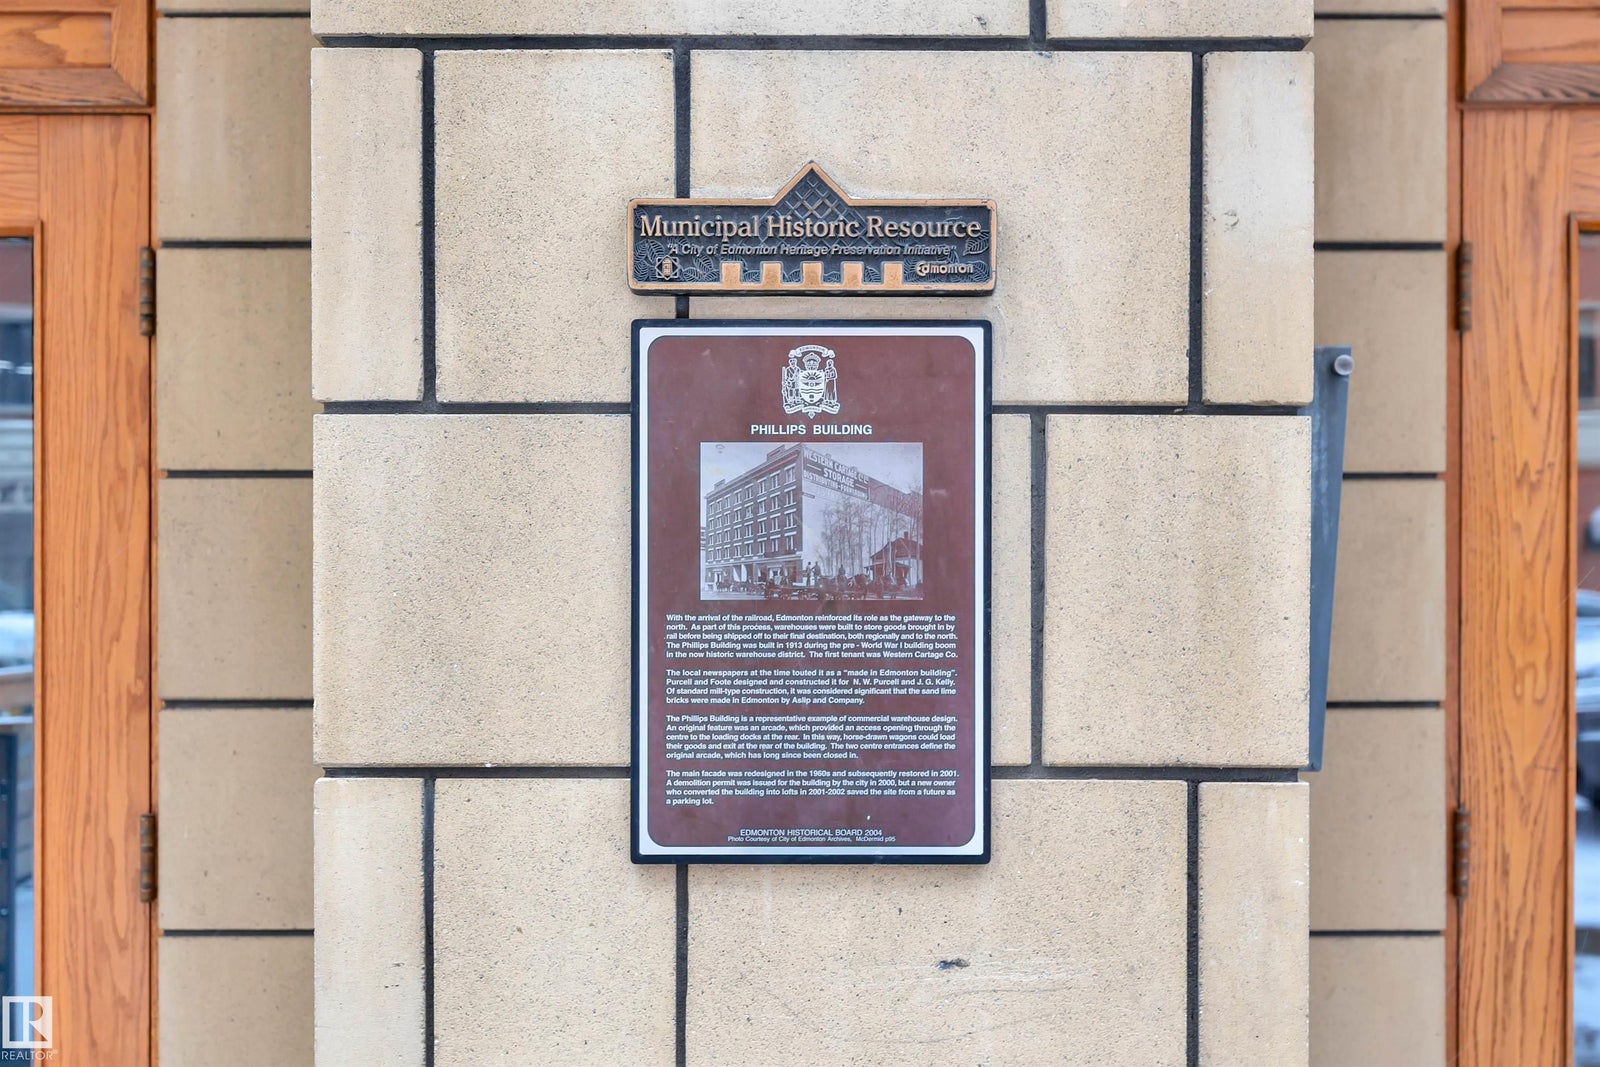 Municipal Historic Resource
"A City of Edmonton Heritage Preservation Initiative"
Edmonton
EDMONTON
PHILLIPS BUILDING
WESTERN CARTAGE CO.
STORAGE
DISTRIBUTING - FORWARDING
With the arrival of the railroad, Edmonton reinforced its role as the gateway to the
north. As part of this process, warehouses were built to store goods brought in by
rail before being shipped off to their final destination, both regionally and to the north.
The Phillips Building was built in 1913 during the pre - World War I building boom
in the now historic warehouse district. The first tenant was Western Cartage Co.
The local newspapers at the time touted it as a "made in Edmonton building".
Purcell and Foote designed and constructed it for N. W. Purcell and J. G. Kelly.
Of standard mill-type construction, it was considered significant that the sand lime
bricks were made in Edmonton by Aslip and Company.
The Phillips Building is a representative example of commercial warehouse design.
An original feature was an arcade, which provided an access opening through the
centre to the loading docks at the rear. In this way, horse-drawn wagons could load
their goods and exit at the rear of the building. The two centre entrances define the
original arcade, which has long since been closed in.
The main facade was redesigned in the 1960s and subsequently restored in 2001.
A demolition permit was issued for the building by the city in 2000, but a new owner
who converted the building into lofts in 2001-2002 saved the site from a future as
a parking lot.
EDMONTON HISTORICAL BOARD 2004
Photo Courtesy of City of Edmonton Archives, McDermid p95
R
REALTOR®